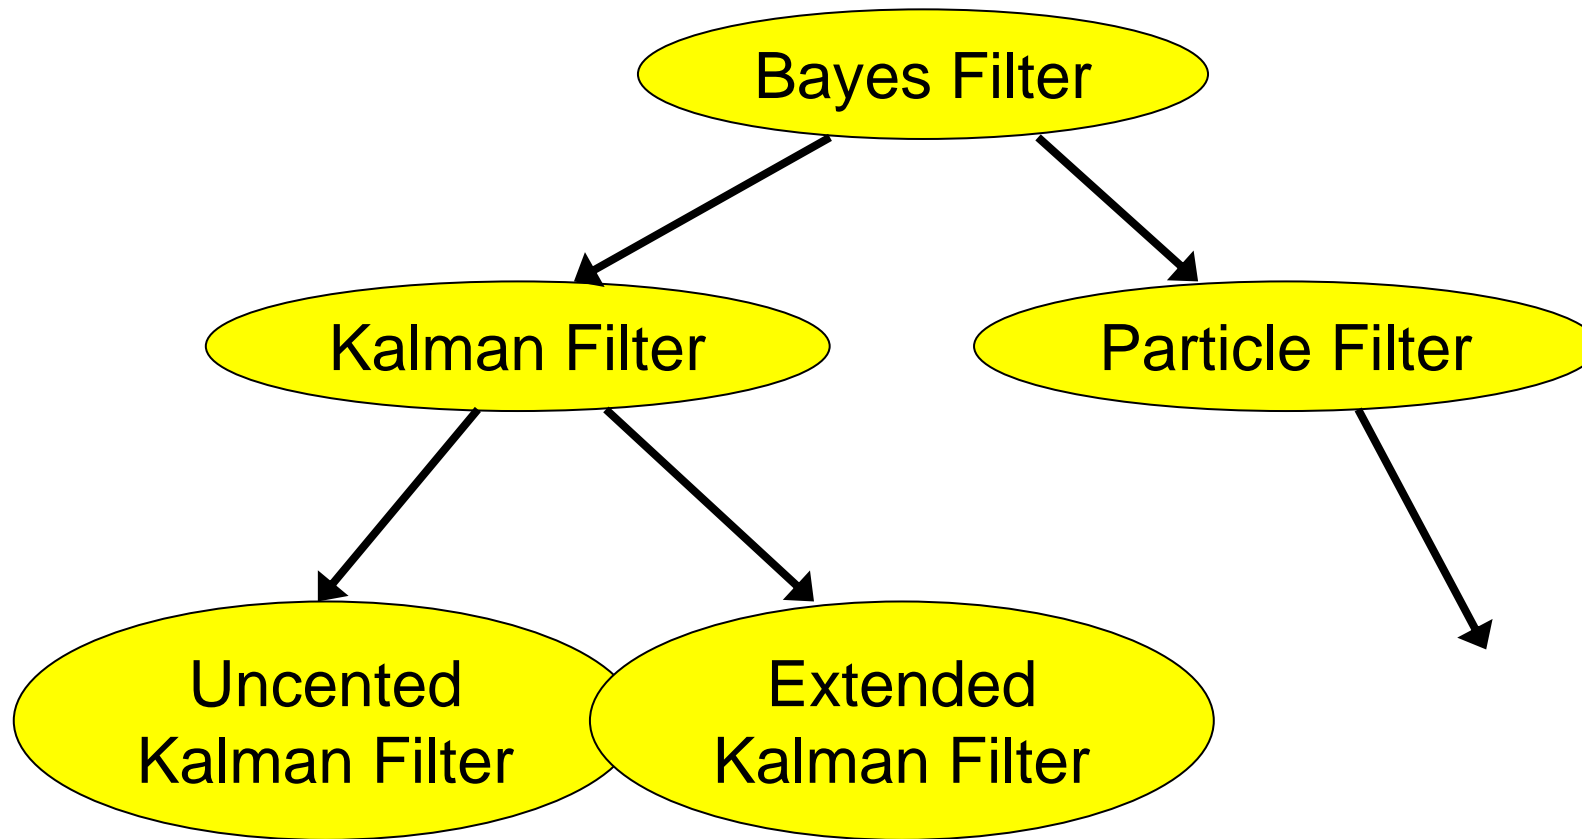 Bayes Filter
Kalman Filter
Particle Filter
Uncented
Kalman Filter
Extended
Kalman Filter